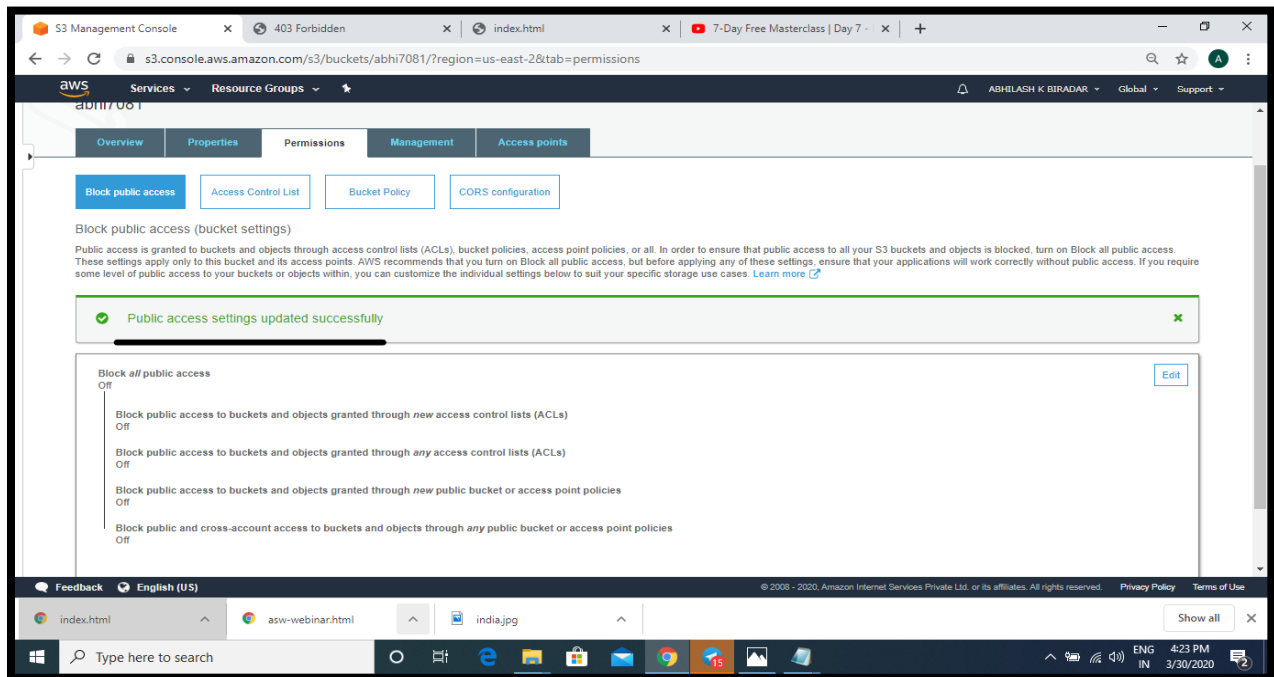 S3 Management Console
403 Forbidden
index.html
7-Day Free Masterclass | Day 7 -
s3.console.aws.amazon.com/s3/buckets/abhi7081/?region=us-east-2&tab=permissions
A
aws
Services
Resource Groups
ABHILASH K BIRADAR
Global
Support
abhi7081
Overview
Properties
Permissions
Management
Access points
Block public access
Access Control List
Bucket Policy
CORS configuration
Block public access (bucket settings)
Public access is granted to buckets and objects through access control lists (ACLs), bucket policies, access point policies, or all. In order to ensure that public access to all your S3 buckets and objects is blocked, turn on Block all public access.
These settings apply only to this bucket and its access points. AWS recommends that you turn on Block all public access, but before applying any of these settings, ensure that your applications will work correctly without public access. If you require
some level of public access to your buckets or objects within, you can customize the individual settings below to suit your specific storage use cases. Learn more
Public access settings updated successfully
Block all public access
Off
Edit
Block public access to buckets and objects granted through new access control lists (ACLs)
Off
Block public access to buckets and objects granted through any access control lists (ACLs)
Off
Block public access to buckets and objects granted through new public bucket or access point policies
Off
Block public and cross-account access to buckets and objects through any public bucket or access point policies
Off
Feedback
English (US)
© 2008 - 2020, Amazon Internet Services Private Ltd. or its affiliates. All rights reserved.
Privacy Policy
Terms of Use
index.html
asw-webinar.html
india.jpg
Show all
Type here to search
15
ENG
IN
4:23 PM
3/30/2020
2